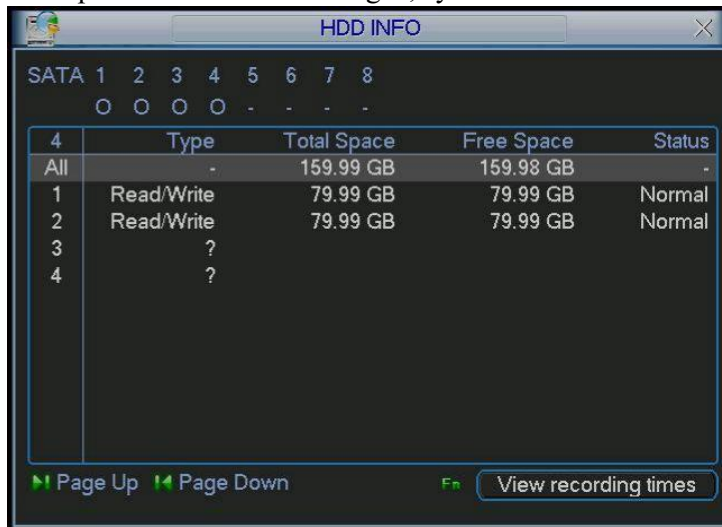 HDD INFO
SATA 1 2 3 4 5 6 7 8
O O O O - - - -
4 Type Total Space Free Space Status
All - 159.99 GB 159.98 GB -
1 Read/Write 79.99 GB 79.99 GB Normal
2 Read/Write 79.99 GB 79.99 GB Normal
3 ?
4 ?
Page Up Page Down Fn View recording times